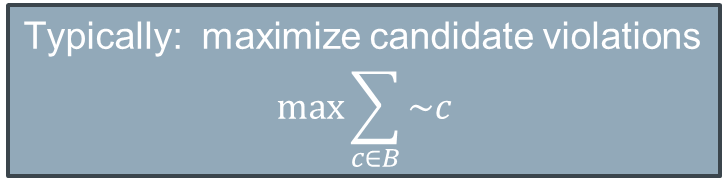 Typically: maximize candidate violations
max ∑ ~c
c∈B